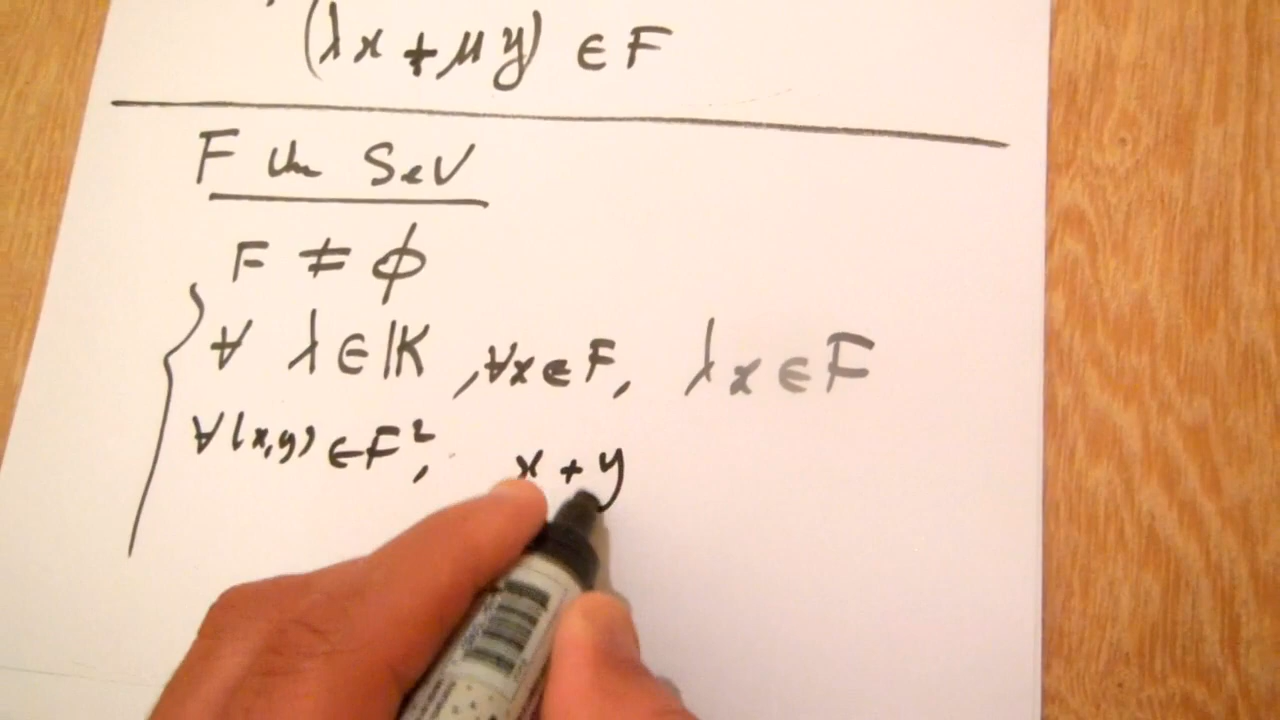 (λx + μy) ∈ F
F un SeV
F ≠ ϕ
∀ λ ∈ K, ∀x ∈ F, λx ∈ F
∀(x,y) ∈ F², x + y